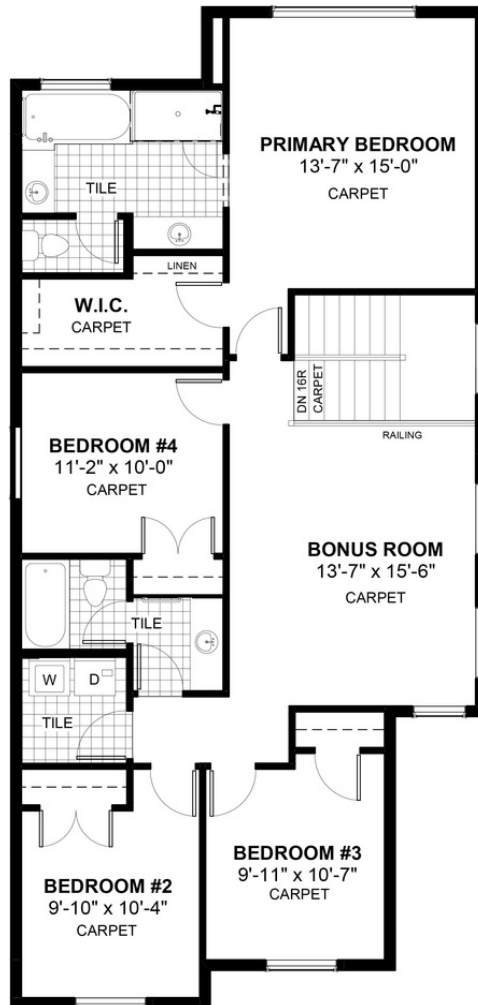 PRIMARY BEDROOM
13'-7" x 15'-0"
CARPET
TILE
LINEN
W.I.C.
CARPET
DN 16R
CARPET
RAILING
BEDROOM #4
11'-2" x 10'-0"
CARPET
BONUS ROOM
13'-7" x 15'-6"
CARPET
TILE
W
D
TILE
BEDROOM #2
9'-10" x 10'-4"
CARPET
BEDROOM #3
9'-11" x 10'-7"
CARPET